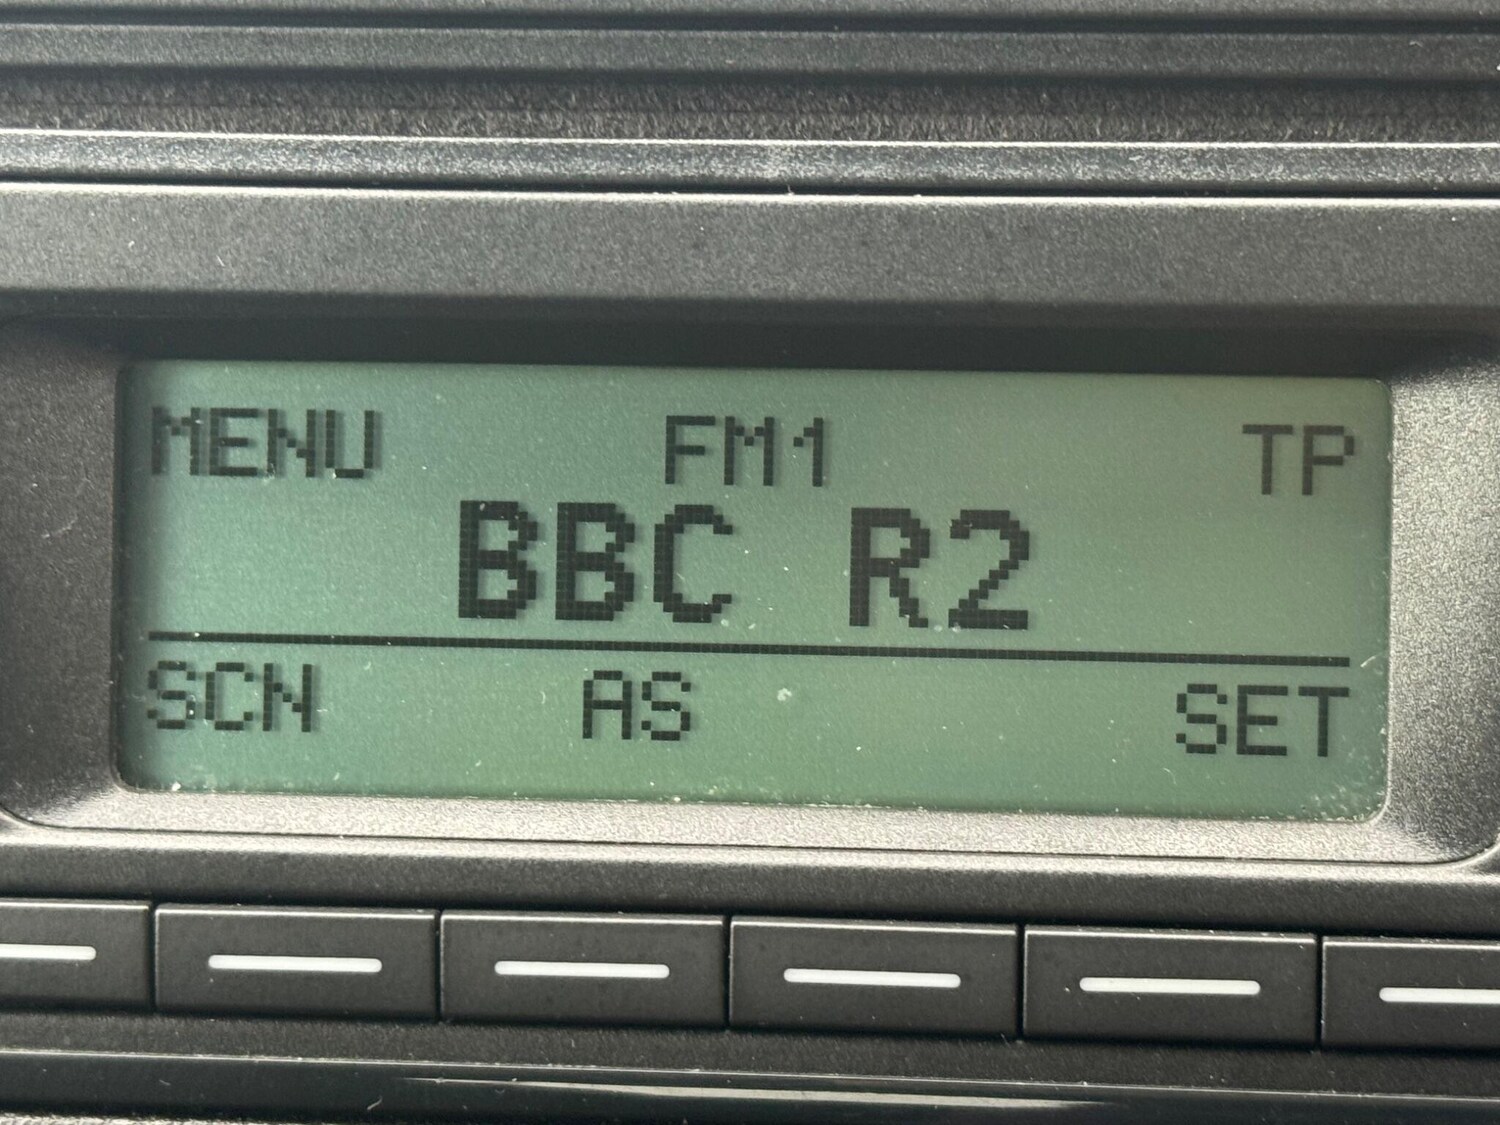 MENU FM1 TP
BBC R2
SCN AS SET